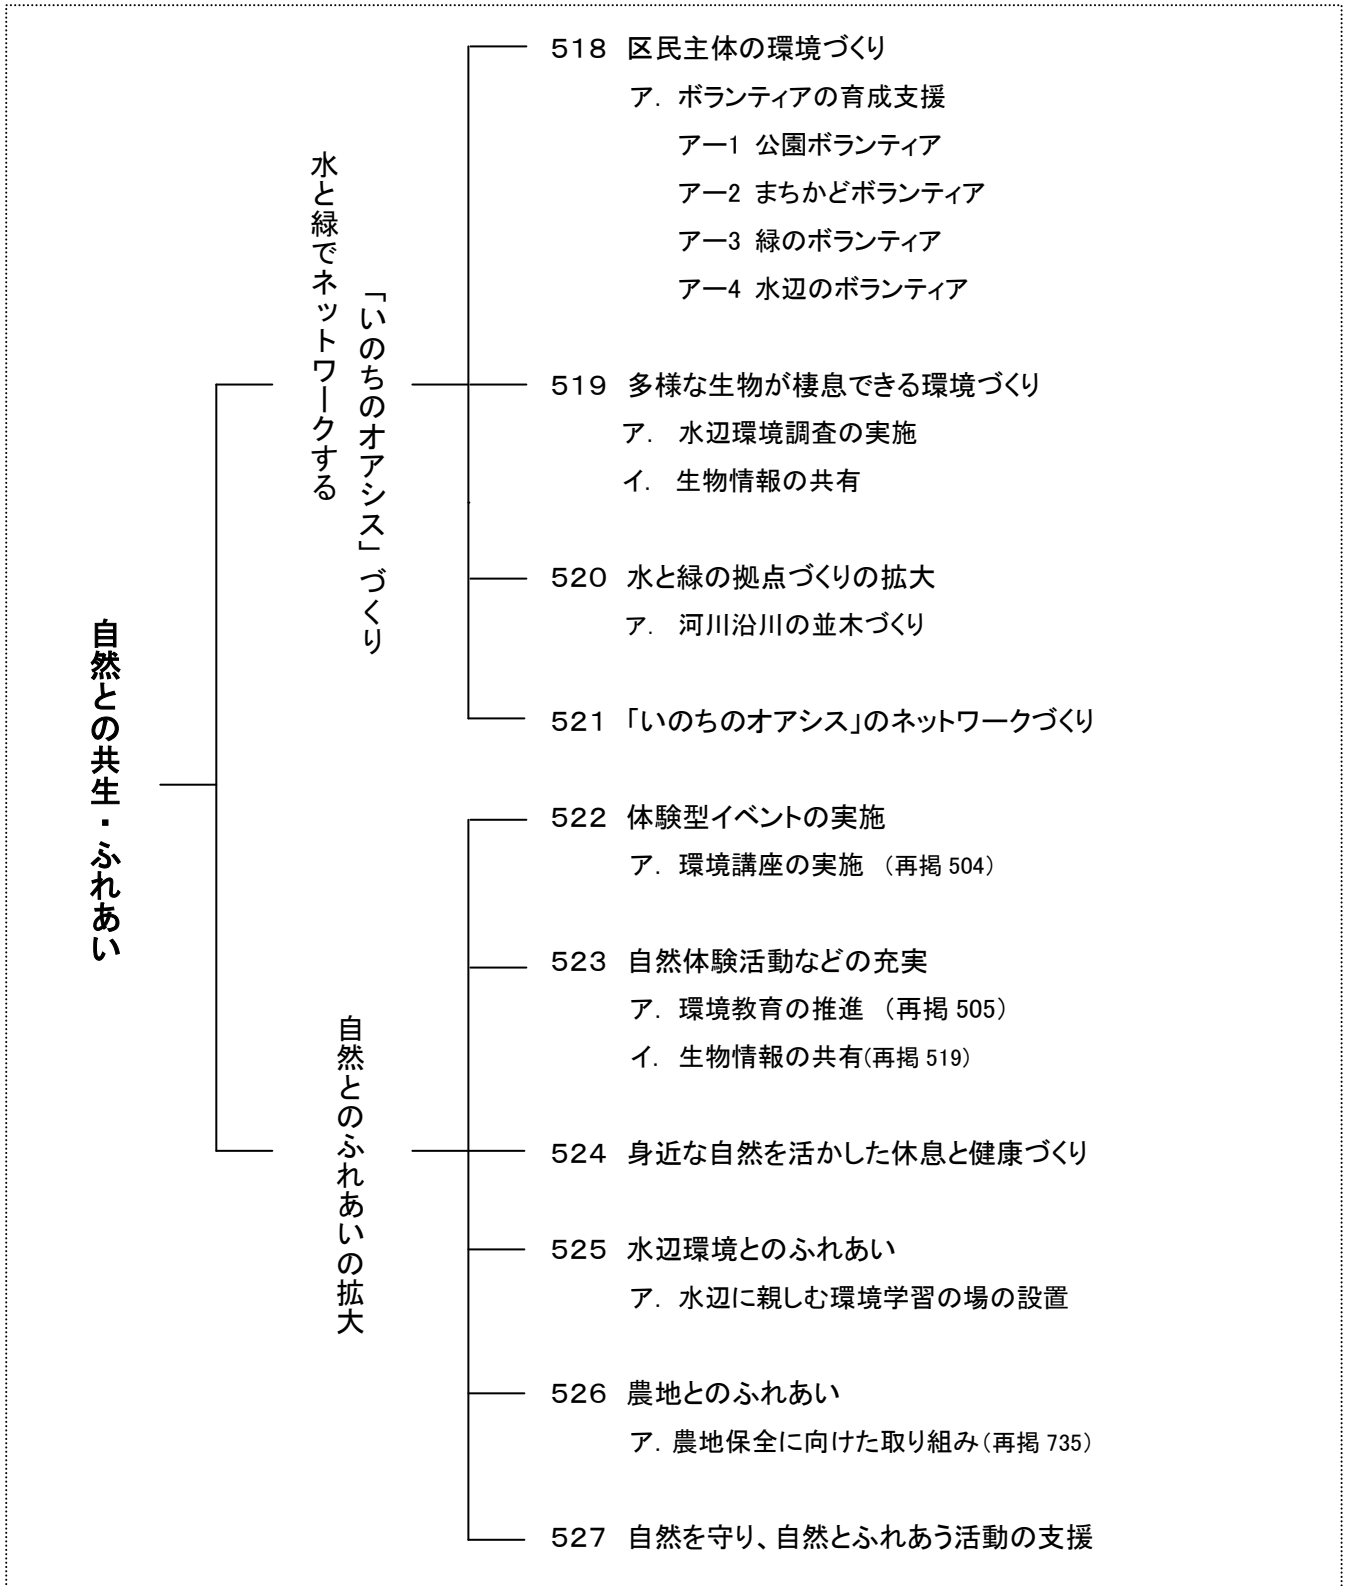 自然との共生・ふれあい
水と緑でネットワークする
「いのちのオアシス」づくり
518 区民主体の環境づくり
ア. ボランティアの育成支援
アー1 公園ボランティア
アー2 まちかどボランティア
アー3 緑のボランティア
アー4 水辺のボランティア
519 多様な生物が棲息できる環境づくり
ア. 水辺環境調査の実施
イ. 生物情報の共有
520 水と緑の拠点づくりの拡大
ア. 河川沿川の並木づくり
521 「いのちのオアシス」のネットワークづくり
自然とのふれあいの拡大
522 体験型イベントの実施
ア. 環境講座の実施 （再掲 504）
523 自然体験活動などの充実
ア. 環境教育の推進 （再掲 505）
イ. 生物情報の共有(再掲 519)
524 身近な自然を活かした休息と健康づくり
525 水辺環境とのふれあい
ア. 水辺に親しむ環境学習の場の設置
526 農地とのふれあい
ア. 農地保全に向けた取り組み（再掲 735）
527 自然を守り、自然とふれあう活動の支援